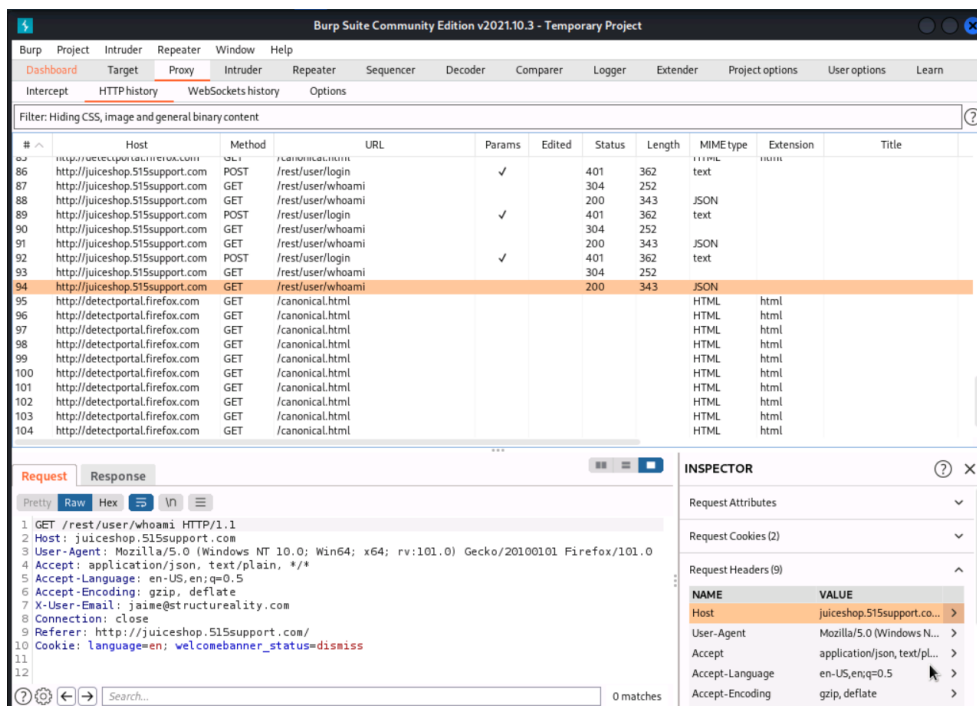 Burp Suite Community Edition v2021.10.3 - Temporary Project
Burp Project Intruder Repeater Window Help
Dashboard Target Proxy Intruder Repeater Sequencer Decoder Comparer Logger Extender Project options User options Learn
Intercept HTTP history WebSockets history Options
Filter: Hiding CSS, image and general binary content
# Host Method URL Params Edited Status Length MIME type Extension Title
85 http://detectportal.firefox.com GET /canonical.html HTML html
86 http://juiceshop.515support.com POST /rest/user/login ✓ 401 362 text
87 http://juiceshop.515support.com GET /rest/user/whoami 304 252
88 http://juiceshop.515support.com GET /rest/user/whoami 200 343 JSON
89 http://juiceshop.515support.com POST /rest/user/login ✓ 401 362 text
90 http://juiceshop.515support.com GET /rest/user/whoami 304 252
91 http://juiceshop.515support.com GET /rest/user/whoami 200 343 JSON
92 http://juiceshop.515support.com POST /rest/user/login ✓ 401 362 text
93 http://juiceshop.515support.com GET /rest/user/whoami 304 252
94 http://juiceshop.515support.com GET /rest/user/whoami 200 343 JSON
95 http://detectportal.firefox.com GET /canonical.html HTML html
96 http://detectportal.firefox.com GET /canonical.html HTML html
97 http://detectportal.firefox.com GET /canonical.html HTML html
98 http://detectportal.firefox.com GET /canonical.html HTML html
99 http://detectportal.firefox.com GET /canonical.html HTML html
100 http://detectportal.firefox.com GET /canonical.html HTML html
101 http://detectportal.firefox.com GET /canonical.html HTML html
102 http://detectportal.firefox.com GET /canonical.html HTML html
103 http://detectportal.firefox.com GET /canonical.html HTML html
104 http://detectportal.firefox.com GET /canonical.html HTML html
Request Response
Pretty Raw Hex \n
1 GET /rest/user/whoami HTTP/1.1
2 Host: juiceshop.515support.com
3 User-Agent: Mozilla/5.0 (Windows NT 10.0; Win64; x64; rv:101.0) Gecko/20100101 Firefox/101.0
4 Accept: application/json, text/plain, */*
5 Accept-Language: en-US,en;q=0.5
6 Accept-Encoding: gzip, deflate
7 X-User-Email: jaime@structureality.com
8 Connection: close
9 Referer: http://juiceshop.515support.com/
10 Cookie: language=en; welcomebanner_status=dismiss
11
12
Search... 0 matches
INSPECTOR
Request Attributes
Request Cookies (2)
Request Headers (9)
NAME VALUE
Host juiceshop.515support.co...
User-Agent Mozilla/5.0 (Windows N...
Accept application/json, text/pl...
Accept-Language en-US,en;q=0.5
Accept-Encoding gzip, deflate